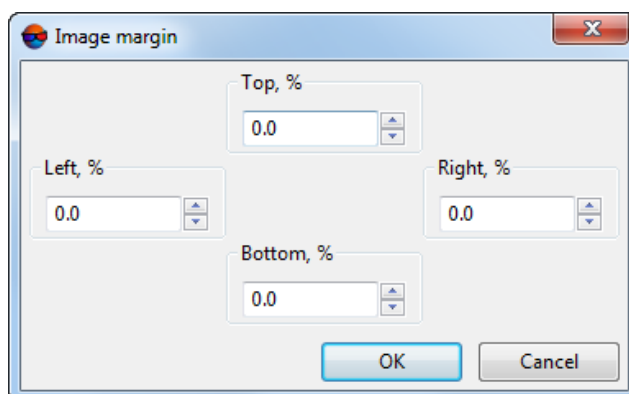 Image margin
Top, %
0.0
Left, %
Right, %
0.0
0.0
Bottom, %
0.0
OK
Cancel